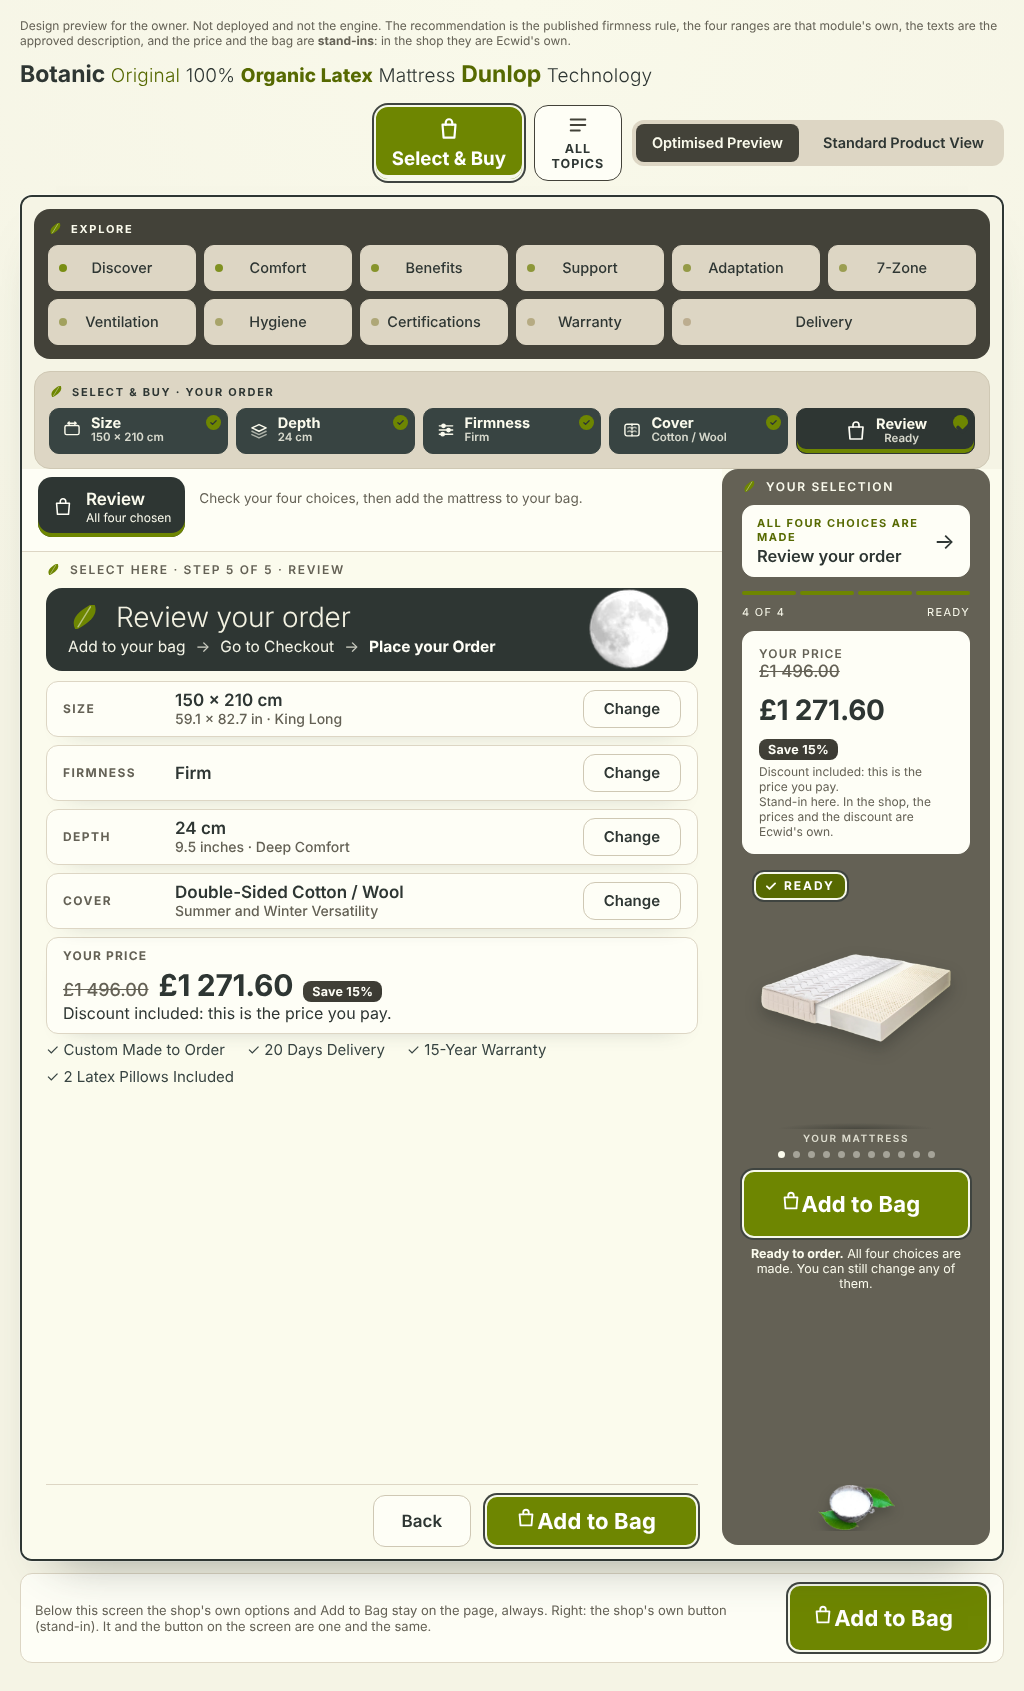 Design preview for the owner. Not deployed and not the engine. The recommendation is the published firmness rule, the four ranges are that module's own, the texts are the
approved description, and the price and the bag are stand-ins: in the shop they are Ecwid's own.
Botanic Original 100% Organic Latex Mattress Dunlop Technology
Select & Buy
ALL
TOPICS
Optimised Preview
Standard Product View
EXPLORE
Discover
Comfort
Benefits
Support
Adaptation
7-Zone
Ventilation
Hygiene
Certifications
Warranty
Delivery
SELECT & BUY · YOUR ORDER
Size
150 × 210 cm
Depth
24 cm
Firmness
Firm
Cover
Cotton / Wool
Review
Ready
Review
All four chosen
Check your four choices, then add the mattress to your bag.
SELECT HERE · STEP 5 OF 5 · REVIEW
Review your order
Add to your bag → Go to Checkout → Place your Order
SIZE
150 × 210 cm
59.1 × 82.7 in · King Long
Change
FIRMNESS
Firm
Change
DEPTH
24 cm
9.5 inches · Deep Comfort
Change
COVER
Double-Sided Cotton / Wool
Summer and Winter Versatility
Change
YOUR PRICE
£1 496.00 £1 271.60 Save 15%
Discount included: this is the price you pay.
✓ Custom Made to Order ✓ 20 Days Delivery ✓ 15-Year Warranty
✓ 2 Latex Pillows Included
Back
Add to Bag
YOUR SELECTION
ALL FOUR CHOICES ARE
MADE
Review your order →
4 OF 4
READY
YOUR PRICE
£1 496.00
£1 271.60
Save 15%
Discount included: this is the
price you pay.
Stand-in here. In the shop, the
prices and the discount are
Ecwid's own.
✓ READY
YOUR MATTRESS
Add to Bag
Ready to order. All four choices are
made. You can still change any of
them.
Below this screen the shop's own options and Add to Bag stay on the page, always. Right: the shop's own button
(stand-in). It and the button on the screen are one and the same.
Add to Bag